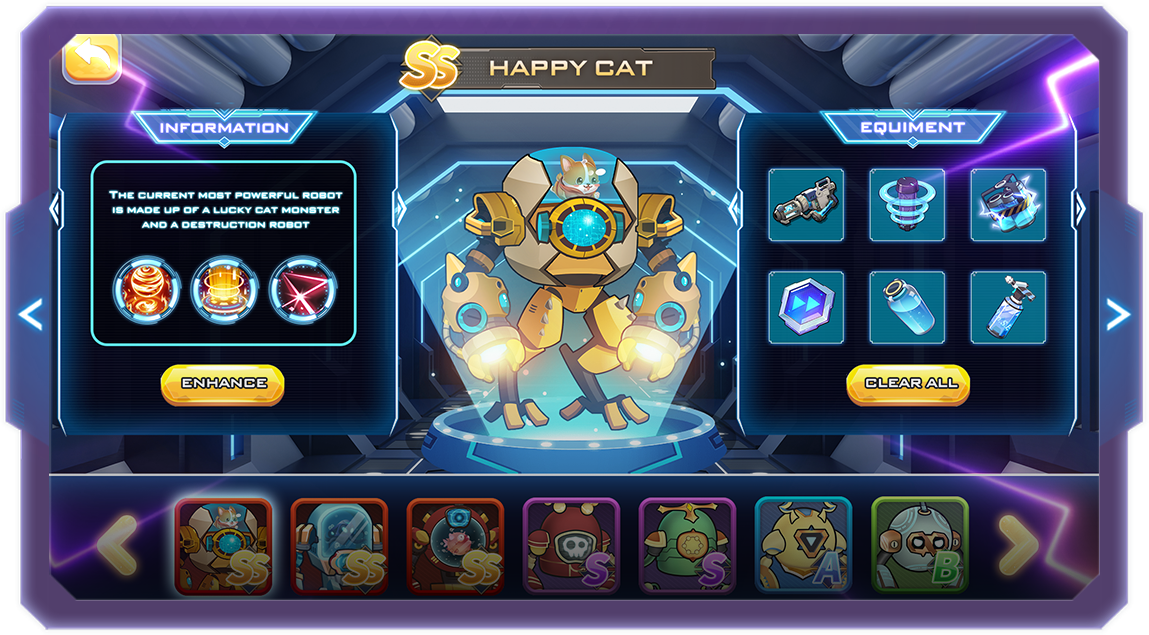 SS HAPPY CAT
INFORMATION
THE CURRENT MOST POWERFUL ROBOT
IS MADE UP OF A LUCKY CAT MONSTER
AND A DESTRUCTION ROBOT
ENHANCE
EQUIMENT
CLEAR ALL
SS SS SS S S A B